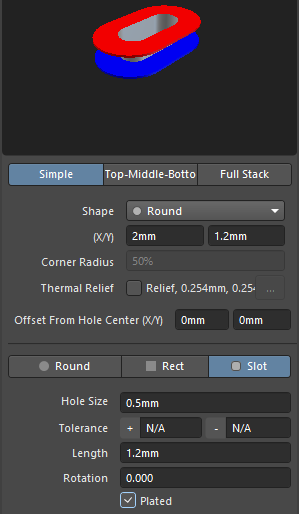 Simple Top-Middle-Botto Full Stack
Shape Round
(X/Y) 2mm 1.2mm
Corner Radius 50%
Thermal Relief Relief, 0.254mm, 0.254 ...
Offset From Hole Center (X/Y) 0mm 0mm
Round Rect Slot
Hole Size 0.5mm
Tolerance + N/A - N/A
Length 1.2mm
Rotation 0.000
Plated